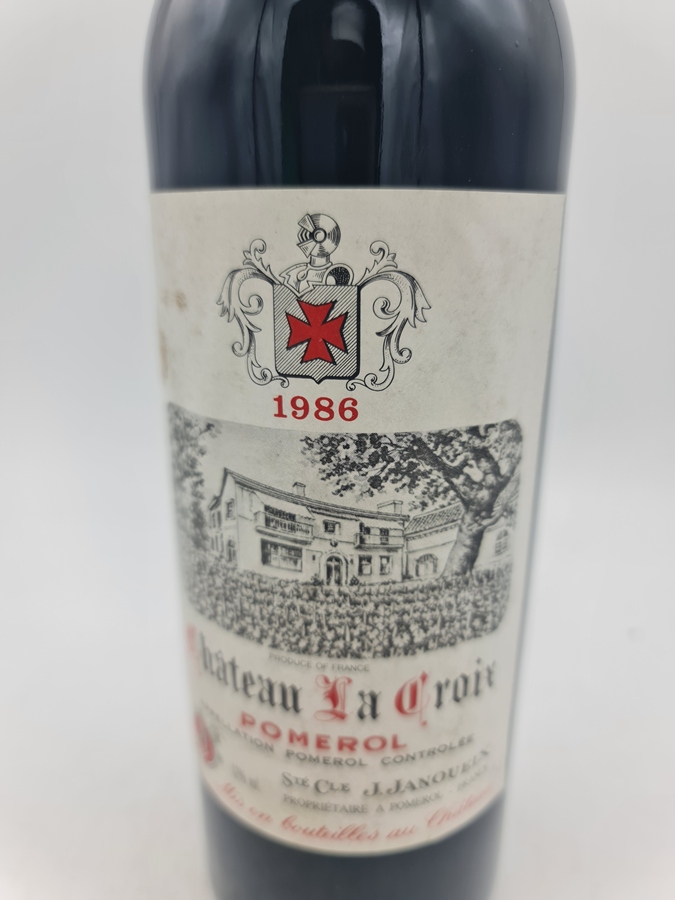 1986
PRODUCE OF FRANCE
Château La Croix
POMEROL
APPELLATION POMEROL CONTROLÉE
STÉ CLE J.JANOUEIX
PROPRIETAIRE A POMEROL
Mis en bouteilles au Château